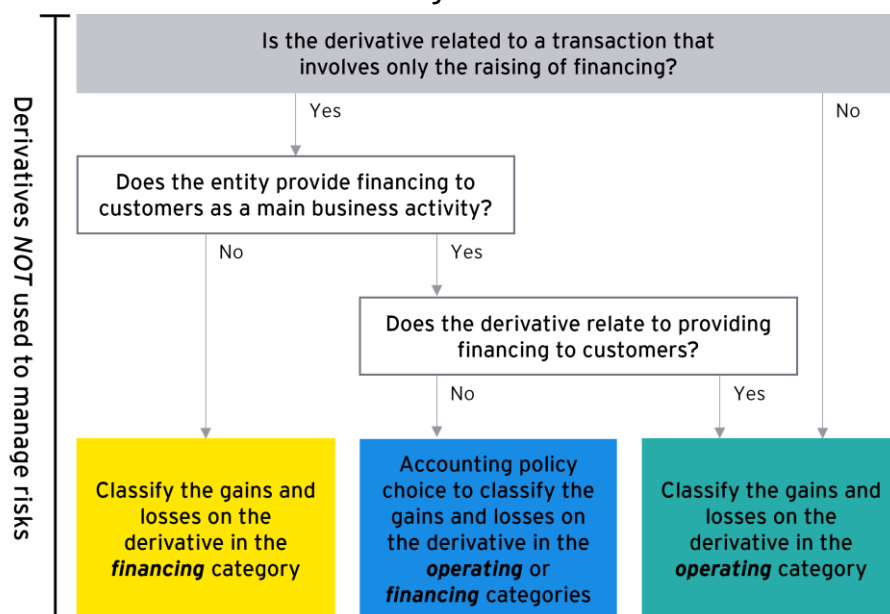 Is the derivative related to a transaction that
involves only the raising of financing?
Derivatives NOT used to manage risks
Yes
No
Does the entity provide financing to
customers as a main business activity?
No
Yes
Does the derivative relate to providing
financing to customers?
No
Yes
Classify the gains and
losses on the
derivative in the
financing category
Accounting policy
choice to classify the
gains and losses on
the derivative in the
operating or
financing categories
Classify the gains and
losses on the
derivative in the
operating category